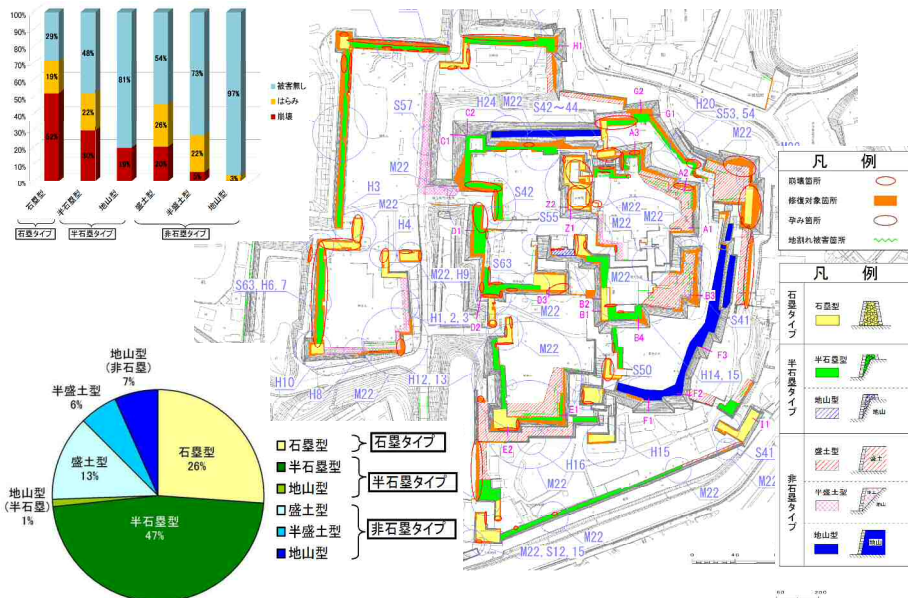 100%
90%
80%
70%
60%
50%
40%
30%
20%
10%
0%
29%
19%
48%
22%
30%
81%
19%
54%
26%
20%
73%
22%
97%
3%
被害無し
はらみ
崩壊
石塁型
半石塁型
地山型
盛土型
半盛土型
地山型
石塁タイプ
半石塁タイプ
非石塁タイプ
H1
G2
G1
H20
S53, 54
M22
S57
H24
M22
S42～44
C2
C1
A3
A2
A1
M22
H3
M22
H4
S42
Z2
S55
Z1
M22
M22
D1
M22, H9
S63
M22
S63, H6, 7
H1, 2, 3
D2
D3
M22
B2
B1
B3
B4
S41
F3
M22
S50
H14, 15
H10
H8
M22
H12, 13
E1
F1
F2
I1
E2
H16
H15
S41
M22
M22
M22
M22, S12, 15
凡 例
崩壊箇所
修復対象箇所
孕み箇所
地割れ被害箇所
凡 例
石塁タイプ
石塁型
半石塁タイプ
半石塁型
地山型
地山
非石塁タイプ
盛土型
盛土
半盛土型
地山
地山型
地山
地山型
(非石塁)
7%
半盛土型
6%
盛土型
13%
地山型
(半石塁)
1%
石塁型
26%
半石塁型
47%
石塁型
石塁タイプ
半石塁型
地山型
半石塁タイプ
盛土型
半盛土型
地山型
非石塁タイプ